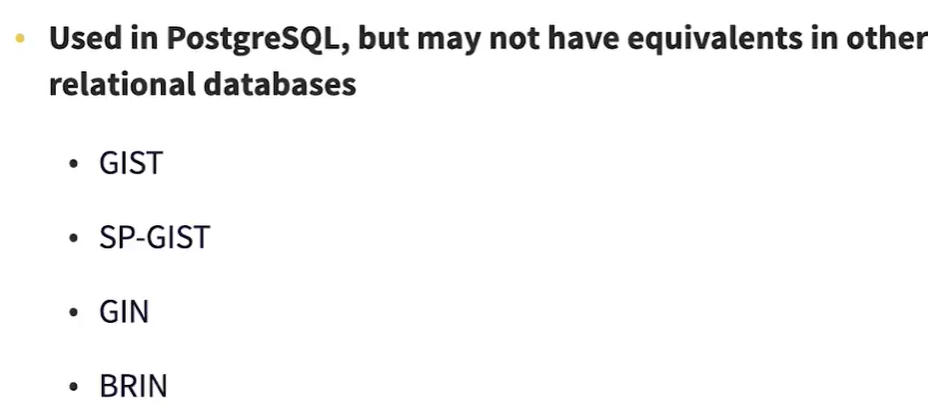 • Used in PostgreSQL, but may not have equivalents in other
relational databases
• GIST
• SP-GIST
• GIN
• BRIN